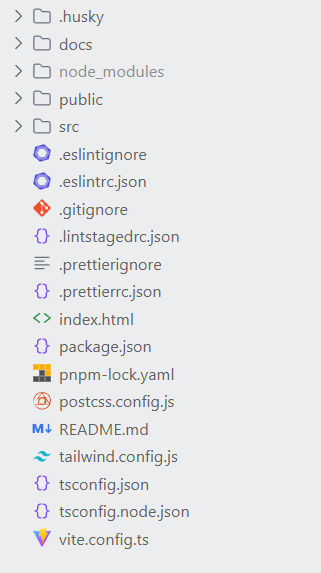 .husky
docs
node_modules
public
src
.eslintignore
.eslintrc.json
.gitignore
.lintstagedrc.json
.prettierignore
.prettierrc.json
index.html
package.json
pnpm-lock.yaml
postcss.config.js
README.md
tailwind.config.js
tsconfig.json
tsconfig.node.json
vite.config.ts